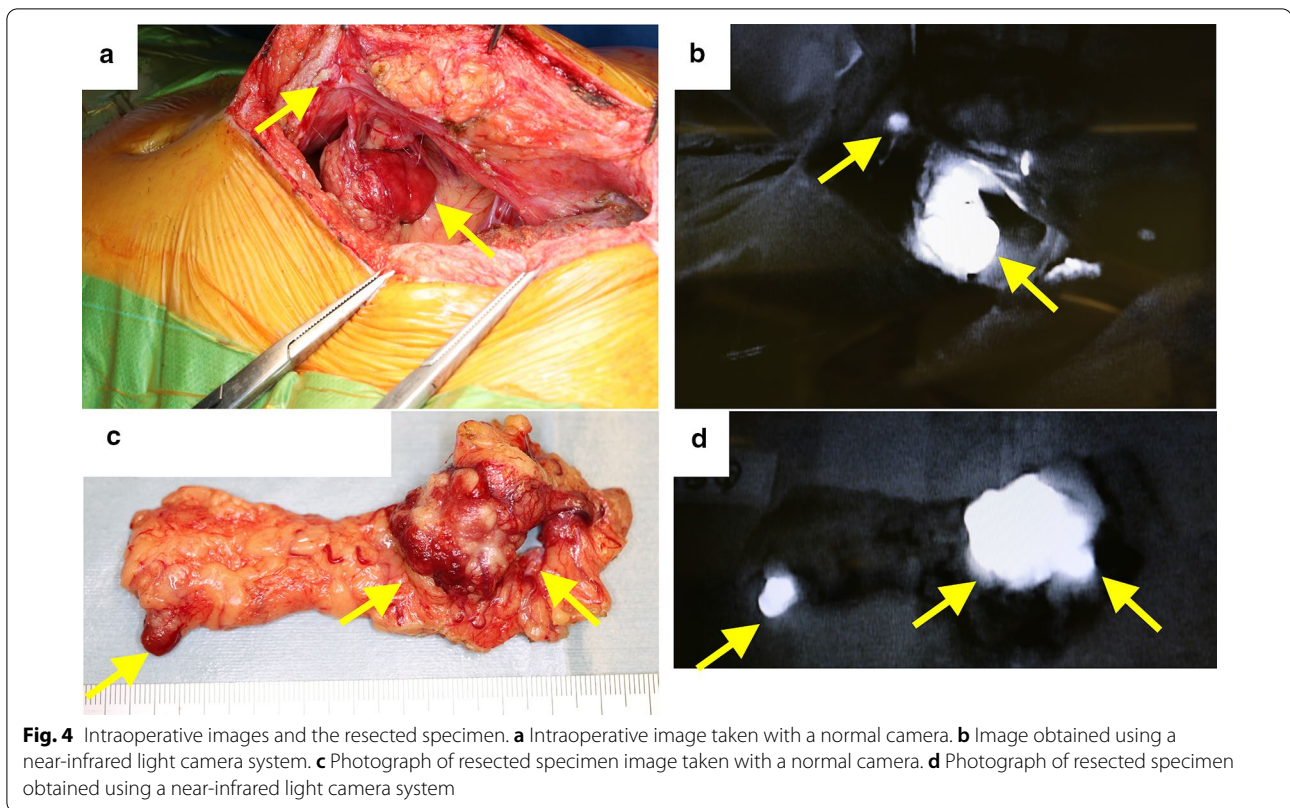 a
b
c
d
Fig. 4 Intraoperative images and the resected specimen. a Intraoperative image taken with a normal camera. b Image obtained using a
near-infrared light camera system. c Photograph of resected specimen image taken with a normal camera. d Photograph of resected specimen
obtained using a near-infrared light camera system